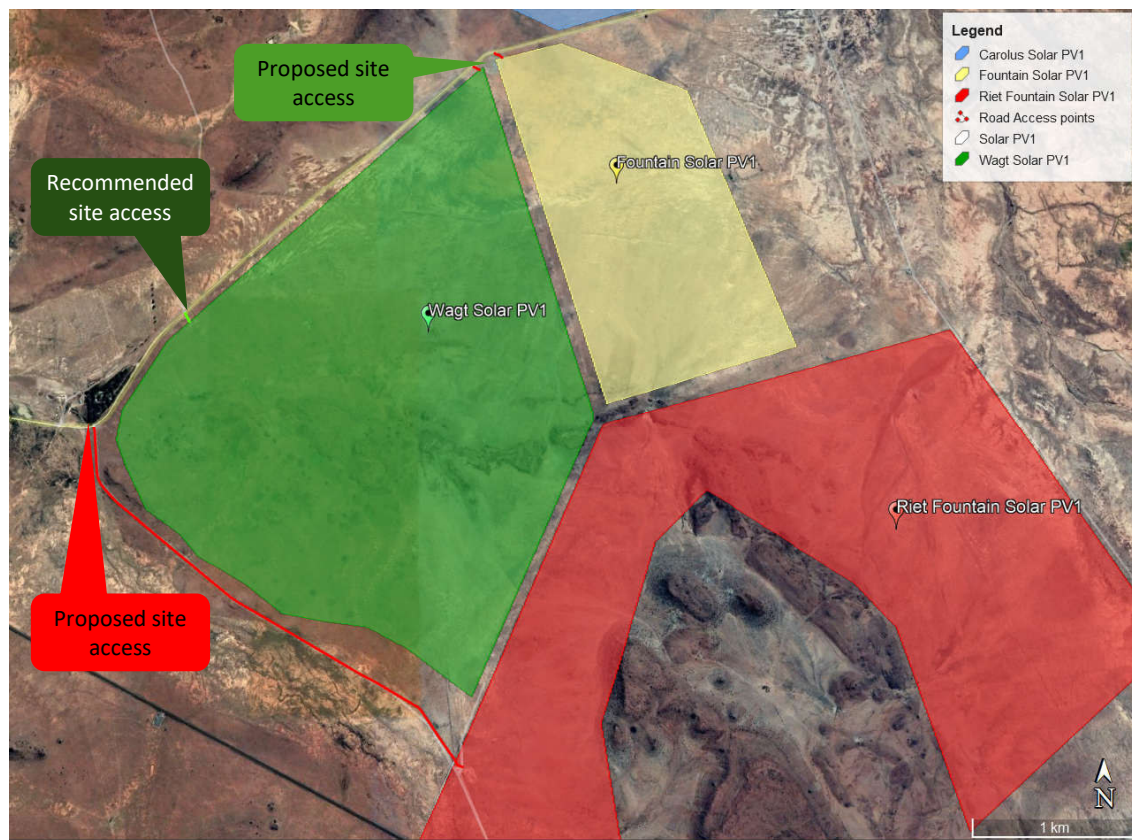 Legend
Carolus Solar PV1
Fountain Solar PV1
Riet Fountain Solar PV1
Road Access points
Solar PV1
Wagt Solar PV1
Proposed site
access
Fountain Solar PV1
Recommended
site access
Wagt Solar PV1
Riet Fountain Solar PV1
Proposed site
access
N
1 km